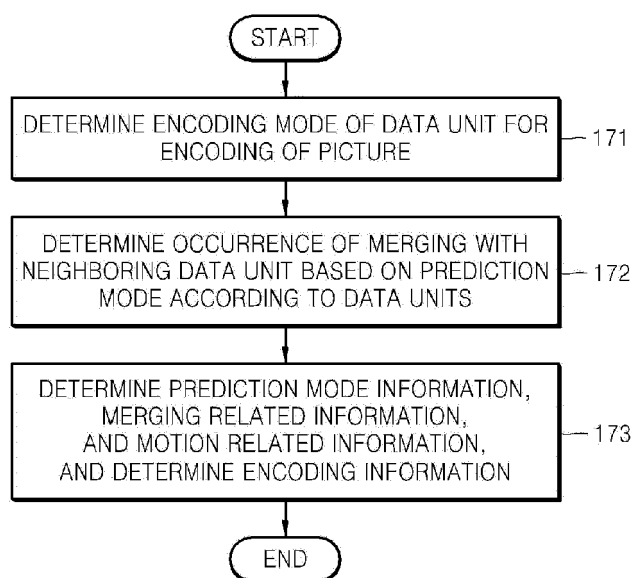 START
DETERMINE ENCODING MODE OF DATA UNIT FOR
ENCODING OF PICTURE
171
DETERMINE OCCURRENCE OF MERGING WITH
NEIGHBORING DATA UNIT BASED ON PREDICTION
MODE ACCORDING TO DATA UNITS
172
DETERMINE PREDICTION MODE INFORMATION,
MERGING RELATED INFORMATION,
AND MOTION RELATED INFORMATION,
AND DETERMINE ENCODING INFORMATION
173
END